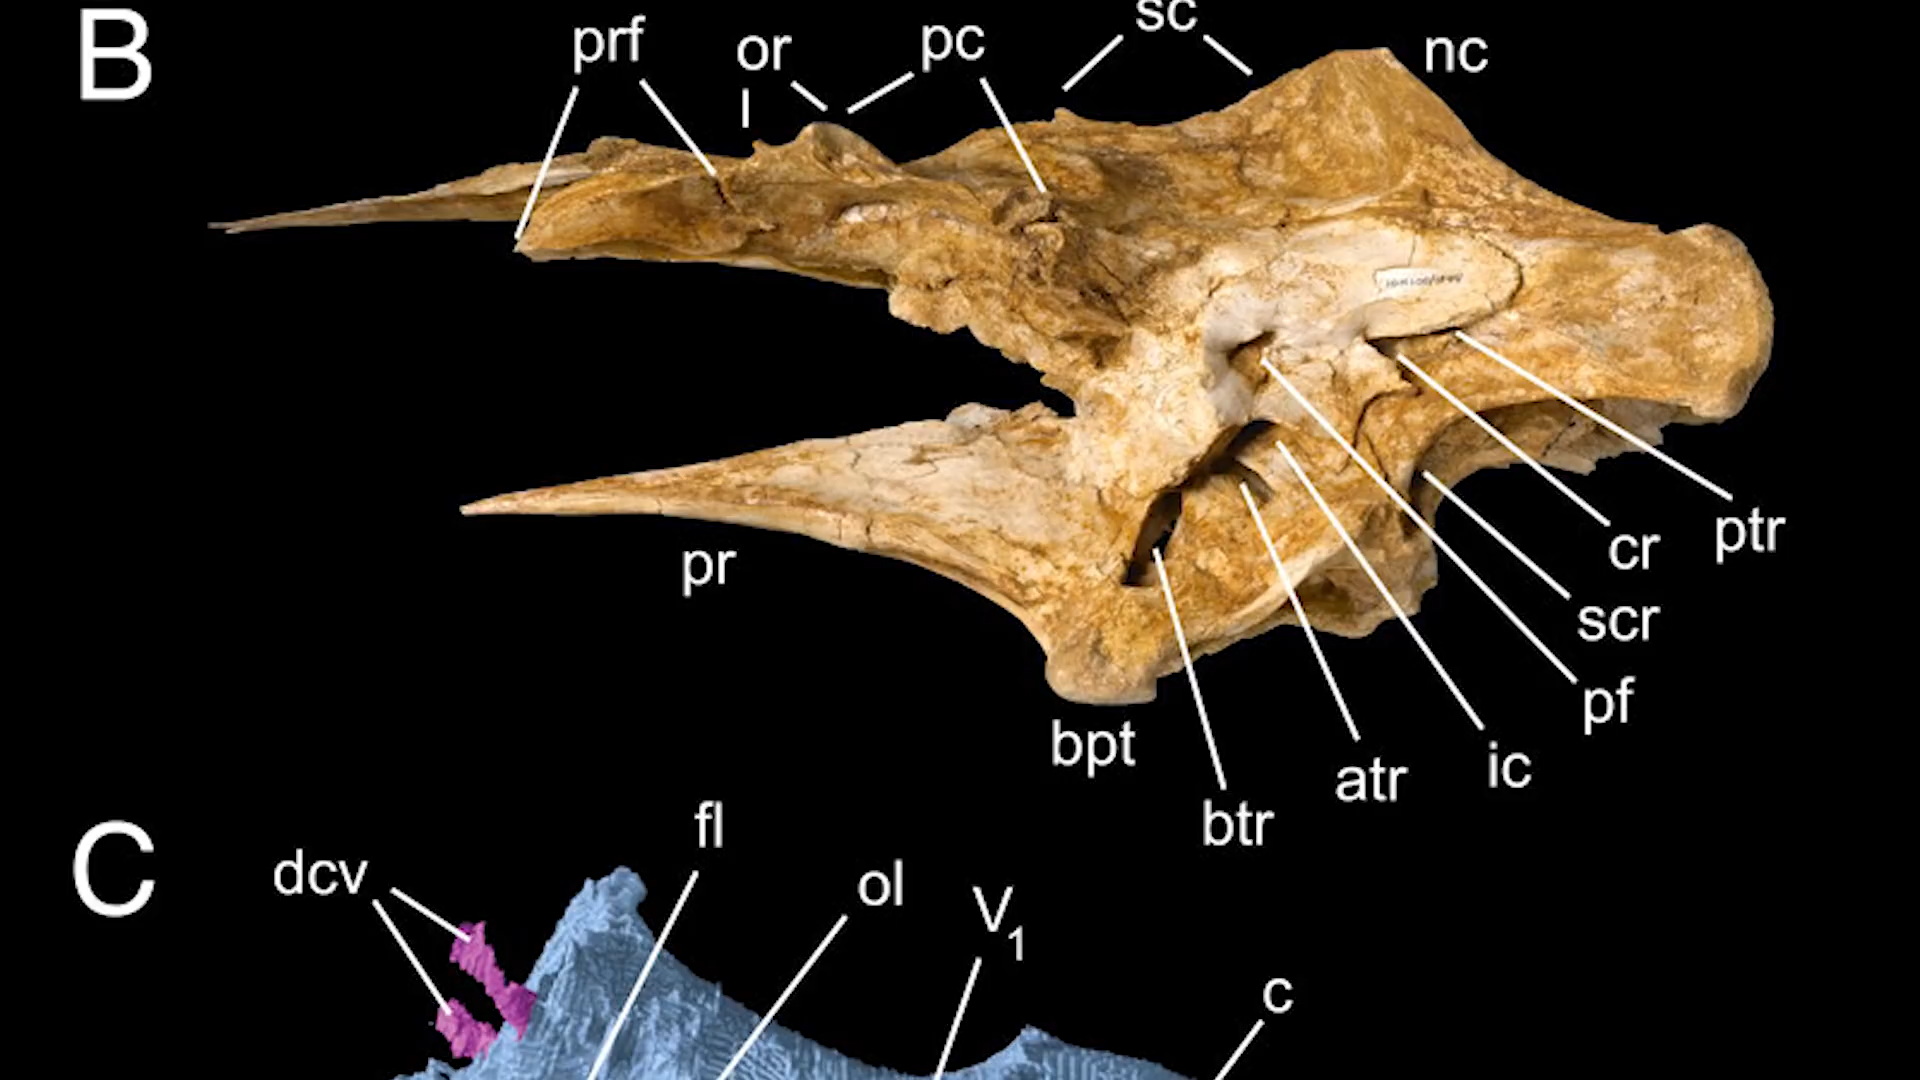 B
prf
or
pc
sc
nc
pr
ptr
cr
scr
pf
bpt
ic
atr
btr
C
dcv
fl
ol
V1
c